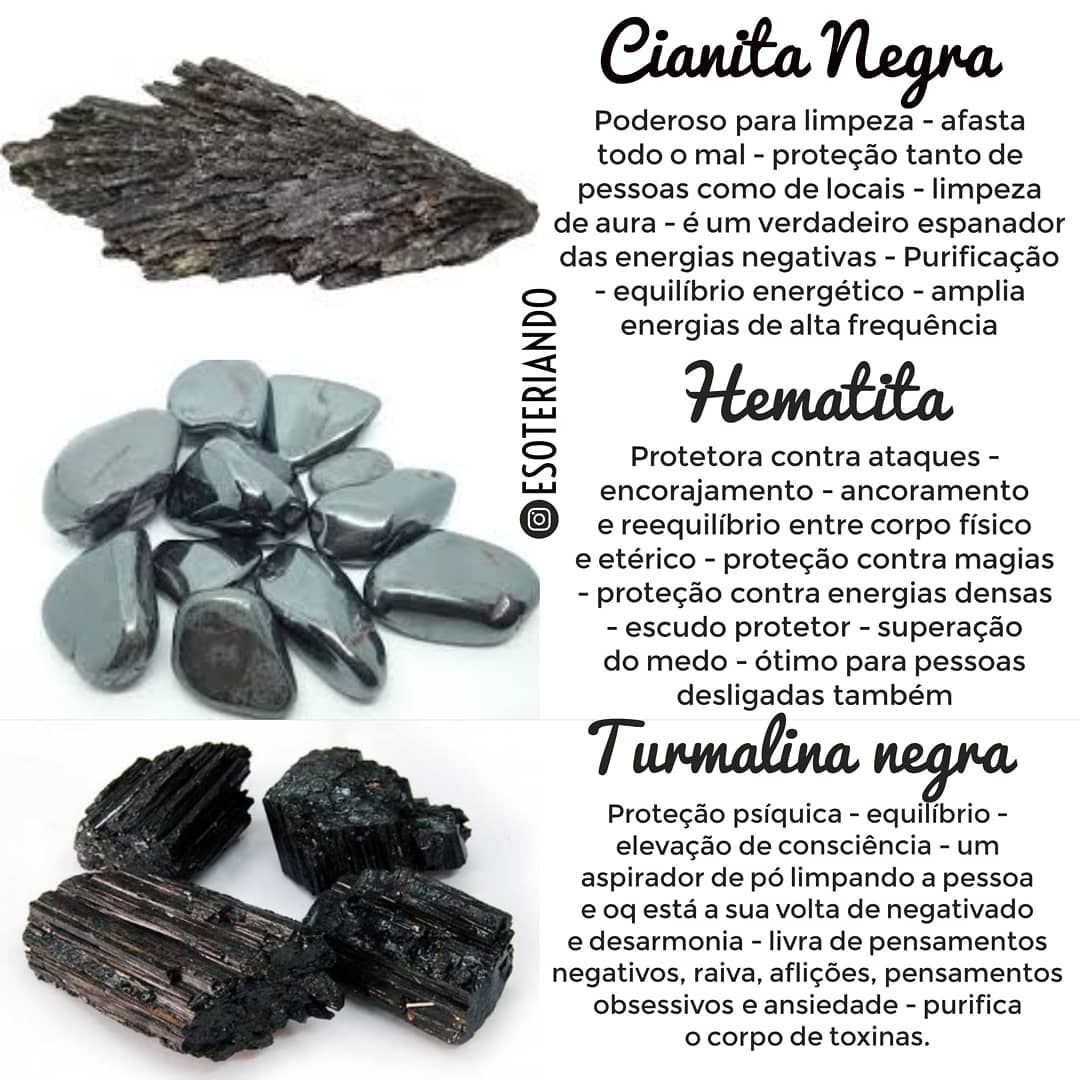 Cianita Negra
Poderoso para limpeza - afasta
todo o mal - proteção tanto de
pessoas como de locais - limpeza
de aura - é um verdadeiro espanador
das energias negativas - Purificação
- equilíbrio energético - amplia
energias de alta frequência
ESOTERIANDO
Hematita
Protetora contra ataques -
encorajamento - ancoramento
e reequilíbrio entre corpo físico
e etérico - proteção contra magias
- proteção contra energias densas
- escudo protetor - superação
do medo - ótimo para pessoas
desligadas também
Turmalina negra
Proteção psíquica - equilíbrio -
elevação de consciência - um
aspirador de pó limpando a pessoa
e oq está a sua volta de negativado
e desarmonia - livra de pensamentos
negativos, raiva, aflições, pensamentos
obsessivos e ansiedade - purifica
o corpo de toxinas.